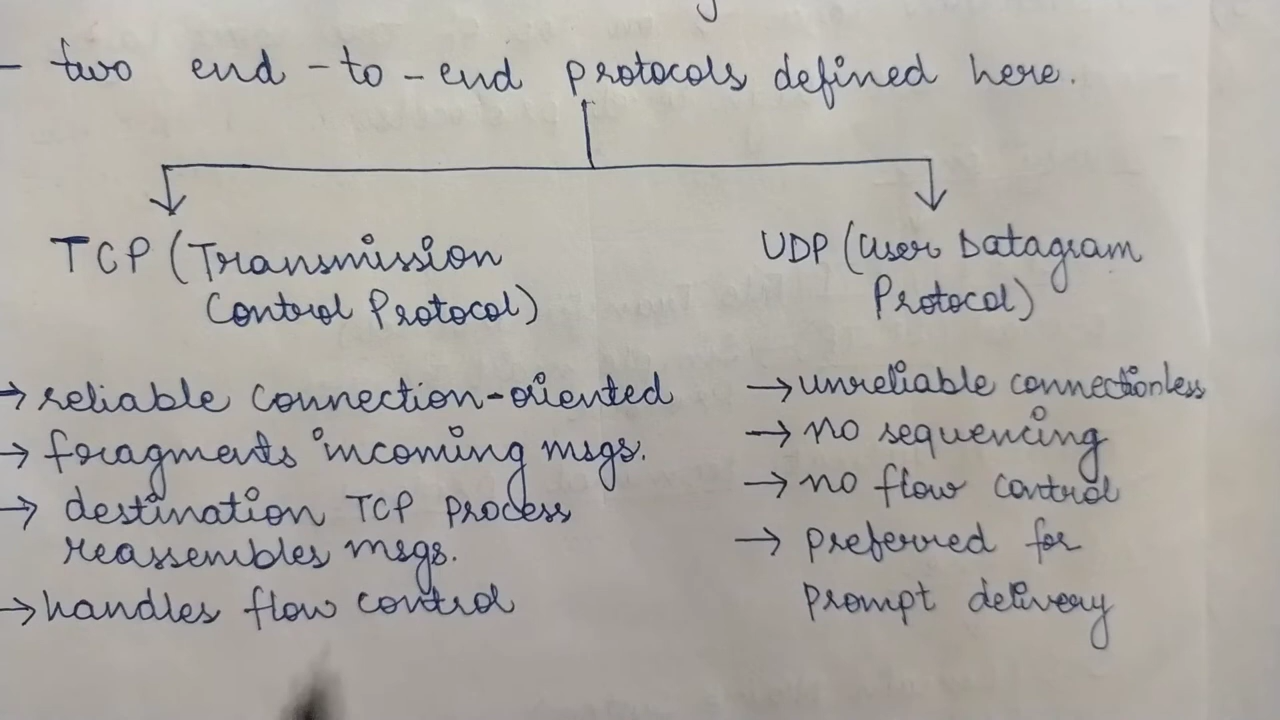 - two end-to-end protocols defined here.
TCP (Transmission
Control Protocol)
→ reliable connection-oriented
→ fragments incoming msgs.
→ destination TCP process
reassembles msgs.
→ handles flow control
UDP (User Datagram
Protocol)
→ unreliable connectionless
→ no sequencing
→ no flow control
→ preferred for
prompt delivery